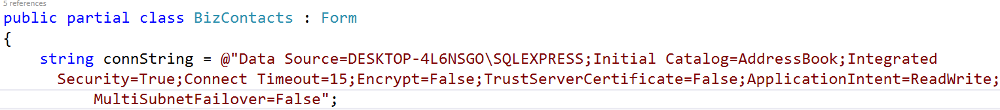 5 references
public partial class BizContacts : Form
{
string connString = @"Data Source=DESKTOP-4L6NSGO\SQLEXPRESS;Initial Catalog=AddressBook;Integrated
Security=True;Connect Timeout=15;Encrypt=False;TrustServerCertificate=False;ApplicationIntent=ReadWrite;
MultiSubnetFailover=False";